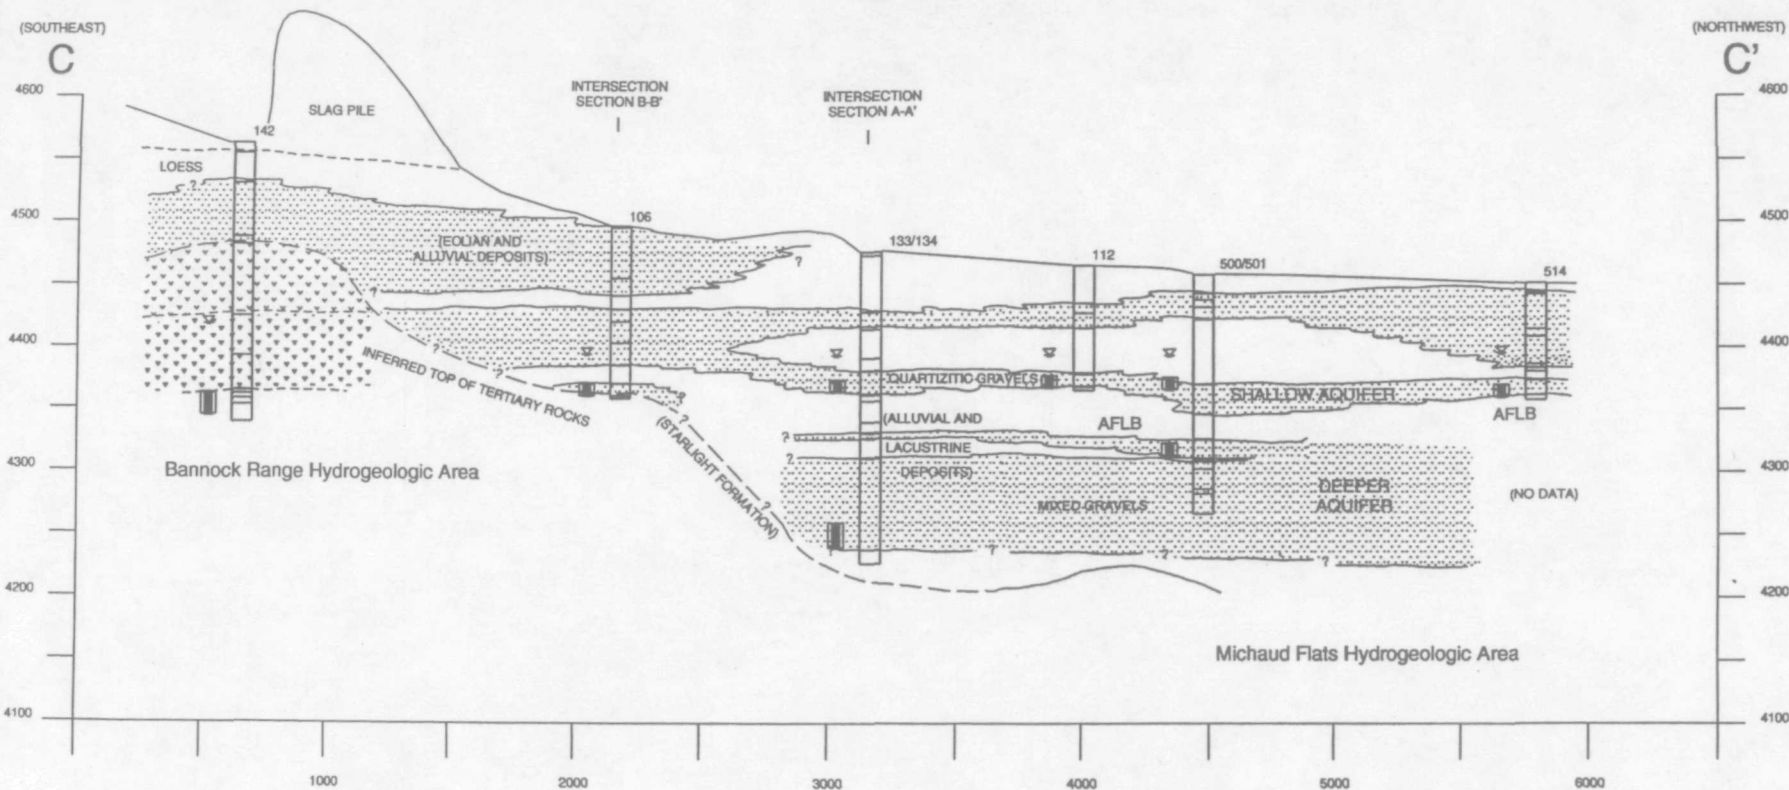 (SOUTHEAST)
C
(NORTHWEST)
C'
4600
4500
4400
4300
4200
4100
4600
4500
4400
4300
4200
4100
INTERSECTION
SECTION B-B'
INTERSECTION
SECTION A-A'
SLAG PILE
142
LOESS
?
106
(EOLIAN AND
ALLUVIAL DEPOSITS)
?
?
133/134
112
500/501
514
?
?
INFERRED TOP OF TERTIARY ROCKS
?
?
(STARLIGHT FORMATION)
?
QUARTIZITIC GRAVELS
SHALLOW AQUIFER
(ALLUVIAL AND
AFLB
AFLB
?
LACUSTRINE
?
DEPOSITS)
MIXED GRAVELS
DEEPER
AQUIFER
(NO DATA)
?
?
?
?
Bannock Range Hydrogeologic Area
Michaud Flats Hydrogeologic Area
1000
2000
3000
4000
5000
6000